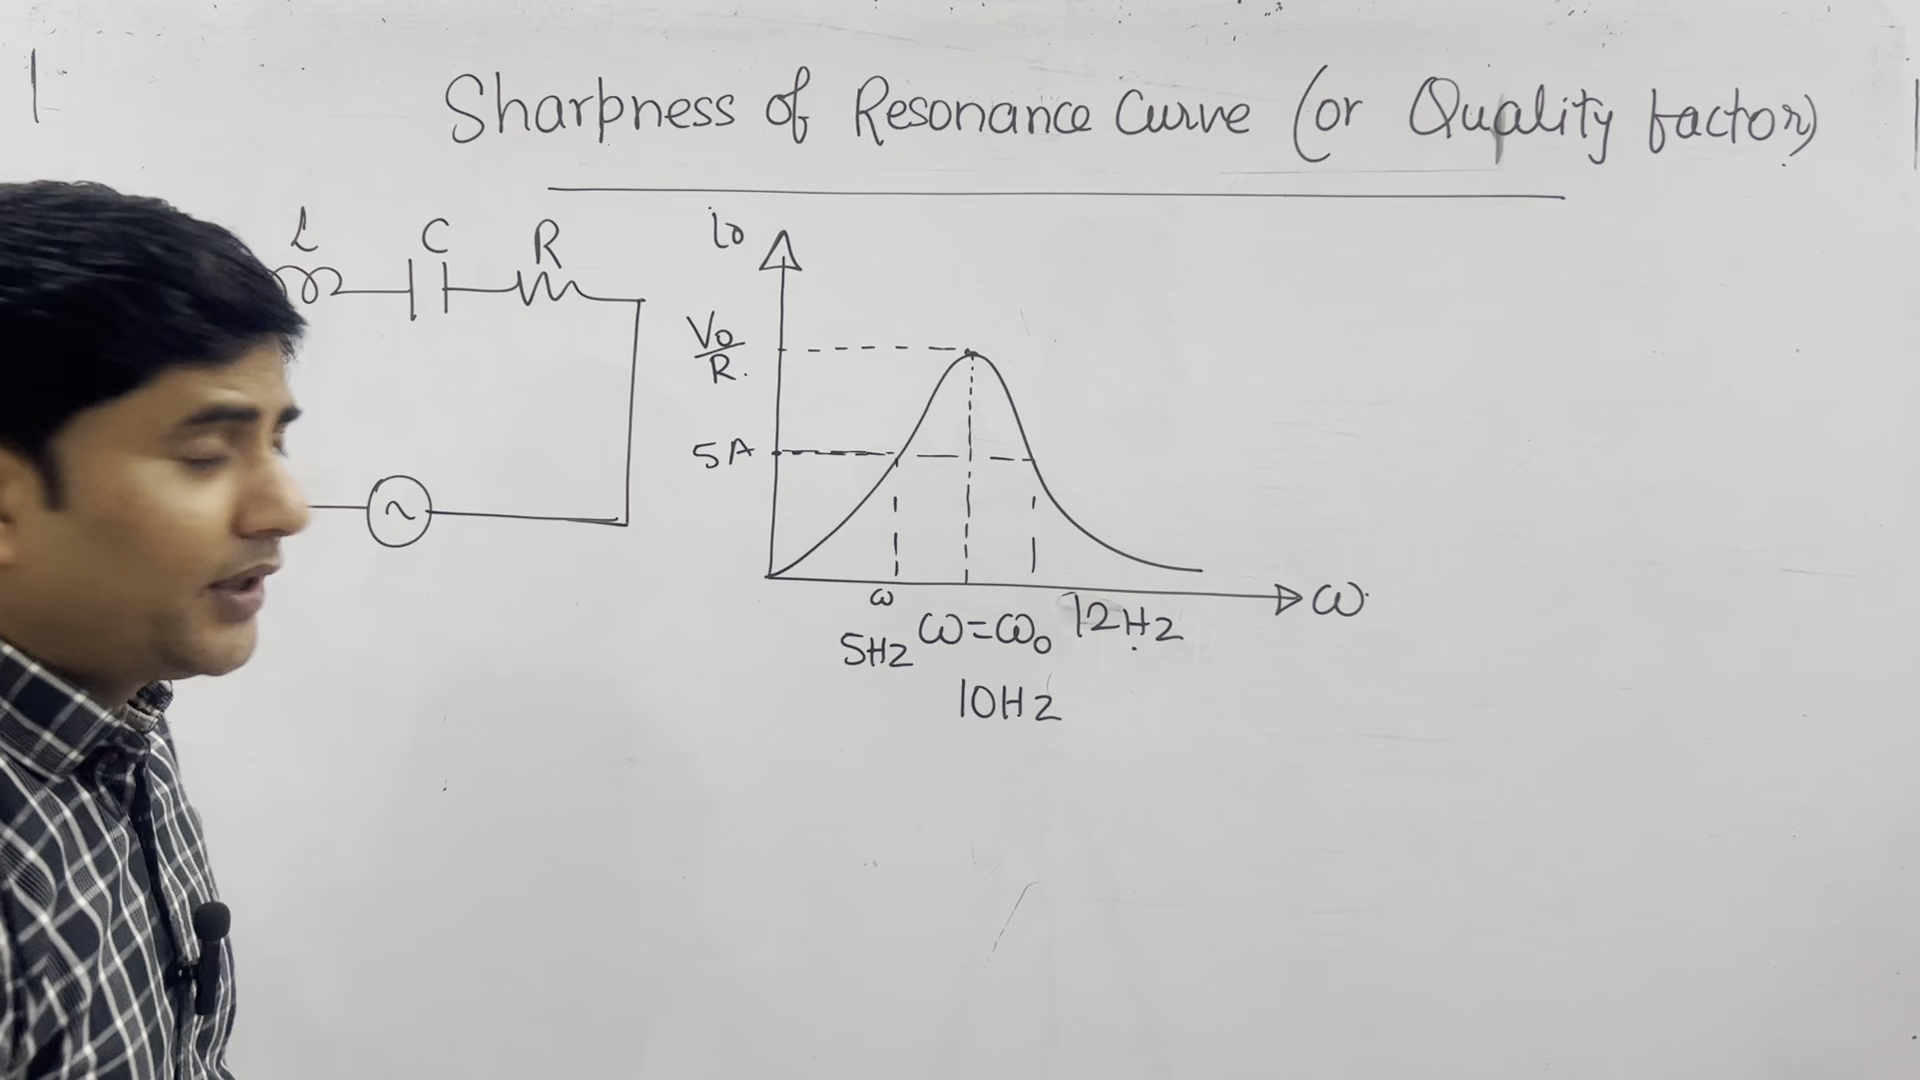 Sharpness of Resonance Curve (or Quality factor)
L C R
i₀
V₀/R.
5A
ω
ω=ω₀
12Hz
ω
5Hz
10Hz